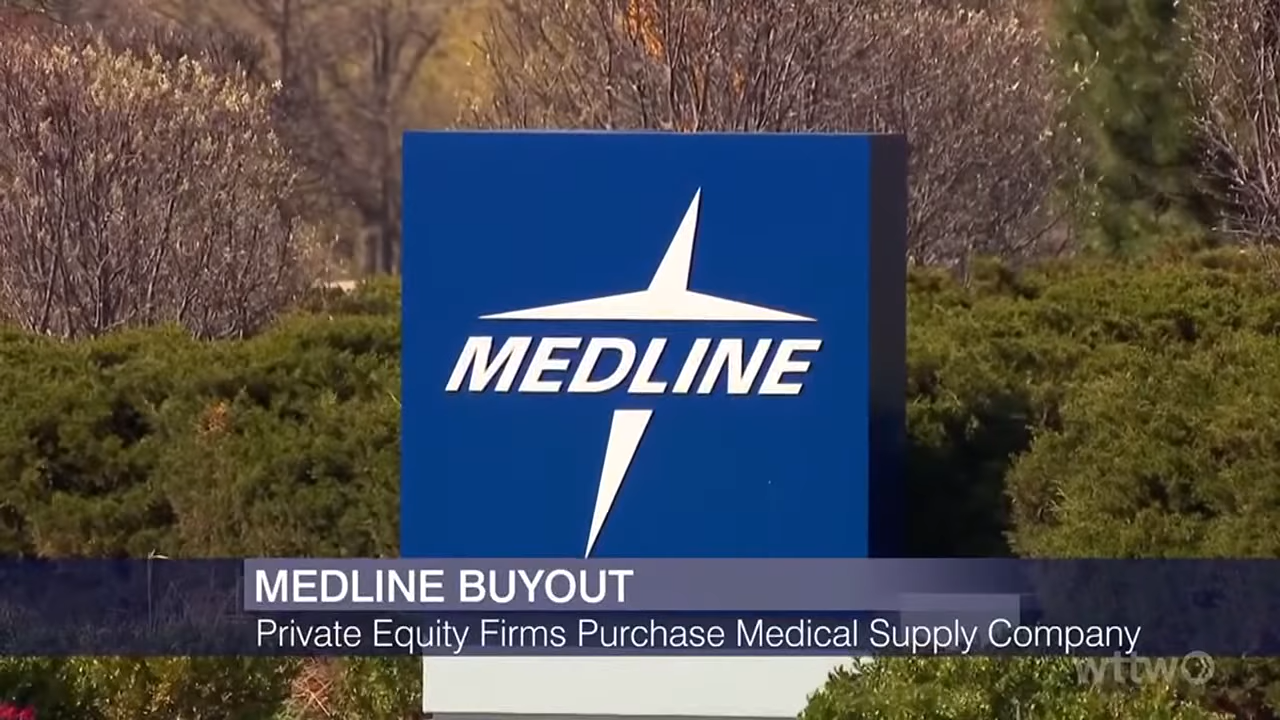 MEDLINE
MEDLINE BUYOUT
Private Equity Firms Purchase Medical Supply Company
wttw